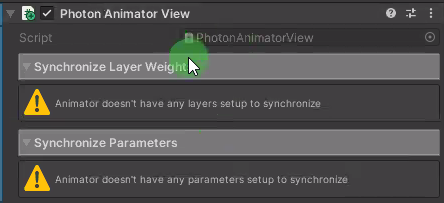 Photon Animator View
Script PhotonAnimatorView
Synchronize Layer Weight
Animator doesn't have any layers setup to synchronize
Synchronize Parameters
Animator doesn't have any parameters setup to synchronize